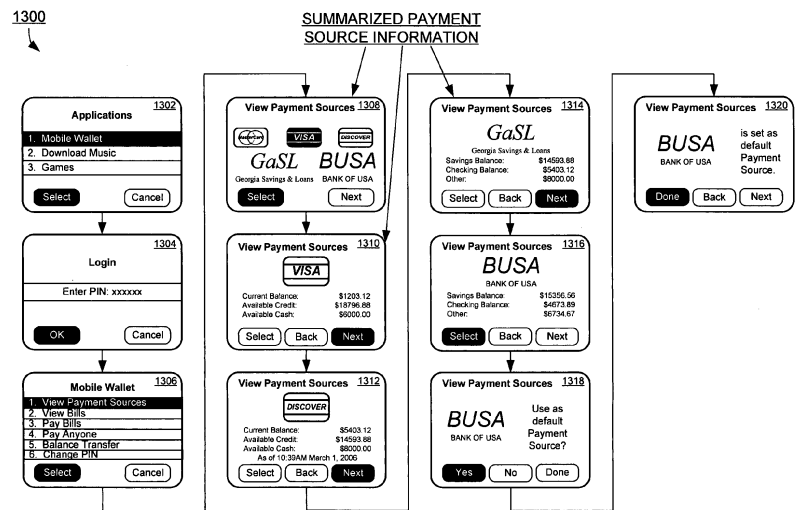 1300
SUMMARIZED PAYMENT
SOURCE INFORMATION
1302
Applications
1. Mobile Wallet
2. Download Music
3. Games
Select Cancel
1304
Login
Enter PIN: xxxxxx
OK Cancel
1306
Mobile Wallet
1. View Payment Sources
2. View Bills
3. Pay Bills
4. Pay Anyone
5. Balance Transfer
6. Change PIN
Select Cancel
View Payment Sources 1308
MasterCard VISA DISCOVER
GaSL BUSA
Georgia Savings & Loans BANK OF USA
Select Next
View Payment Sources 1310
VISA
Current Balance: $1203.12
Available Credit: $18796.88
Available Cash: $6000.00
Select Back Next
View Payment Sources 1312
DISCOVER
Current Balance: $5403.12
Available Credit: $14593.88
Available Cash: $8000.00
As of 10:39AM March 1, 2006
Select Back Next
View Payment Sources 1314
GaSL
Georgia Savings & Loans
Savings Balance: $14593.88
Checking Balance: $5403.12
Other: $8000.00
Select Back Next
View Payment Sources 1316
BUSA
BANK OF USA
Savings Balance: $15356.56
Checking Balance: $4673.89
Other: $6734.67
Select Back Next
View Payment Sources 1318
BUSA
BANK OF USA
Use as
default
Payment
Source?
Yes No Done
View Payment Sources 1320
BUSA
BANK OF USA
is set as
default
Payment
Source.
Done Back Next